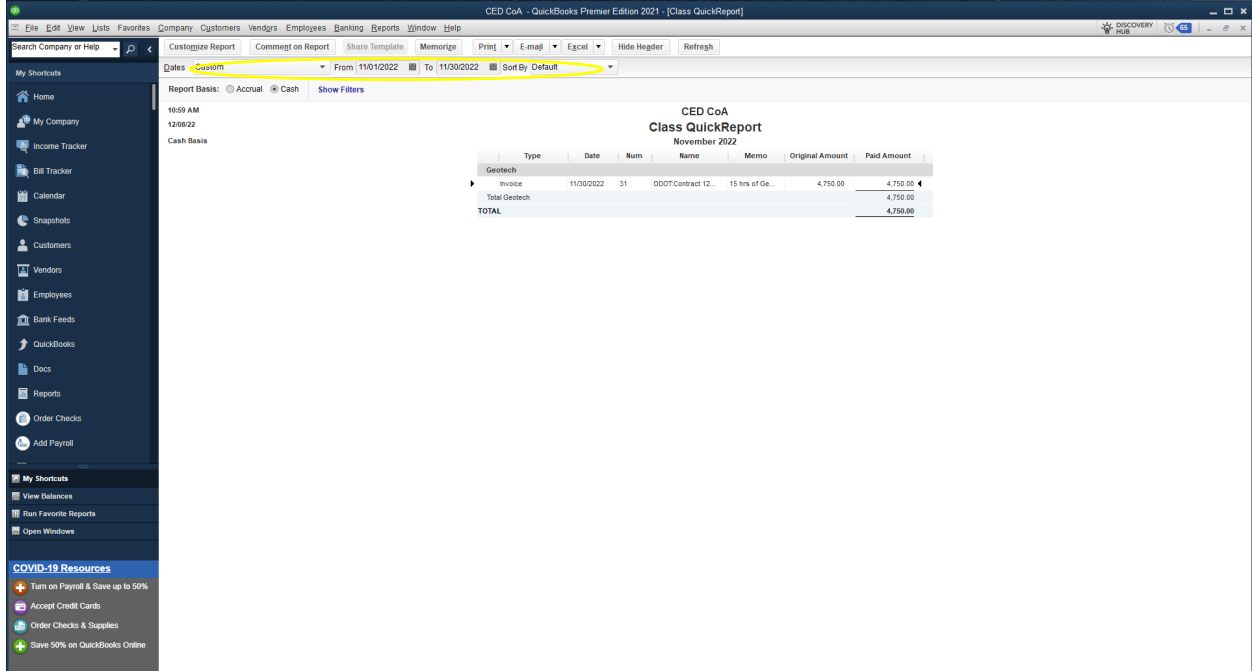 CED CoA - QuickBooks Premier Edition 2021 - [Class QuickReport]
File Edit View Lists Favorites Company Customers Vendors Employees Banking Reports Window Help DISCOVERY HUB 65
Search Company or Help Customize Report Comment on Report Share Template Memorize Print E-mail Excel Hide Header Refresh
Dates Custom From 11/01/2022 To 11/30/2022 Sort By Default
Report Basis: Accrual Cash Show Filters
My Shortcuts
Home
My Company
Income Tracker
Bill Tracker
Calendar
Snapshots
Customers
Vendors
Employees
Bank Feeds
QuickBooks
Docs
Reports
Order Checks
Add Payroll
My Shortcuts
View Balances
Run Favorite Reports
Open Windows
COVID-19 Resources
Turn on Payroll & Save up to 50%
Accept Credit Cards
Order Checks & Supplies
Save 50% on QuickBooks Online
10:59 AM
12/08/22
Cash Basis
CED CoA
Class QuickReport
November 2022
Type Date Num Name Memo Original Amount Paid Amount
Geotech
Invoice 11/30/2022 31 ODOT:Contract 12... 15 hrs of Ge... 4,750.00 4,750.00
Total Geotech 4,750.00
TOTAL 4,750.00